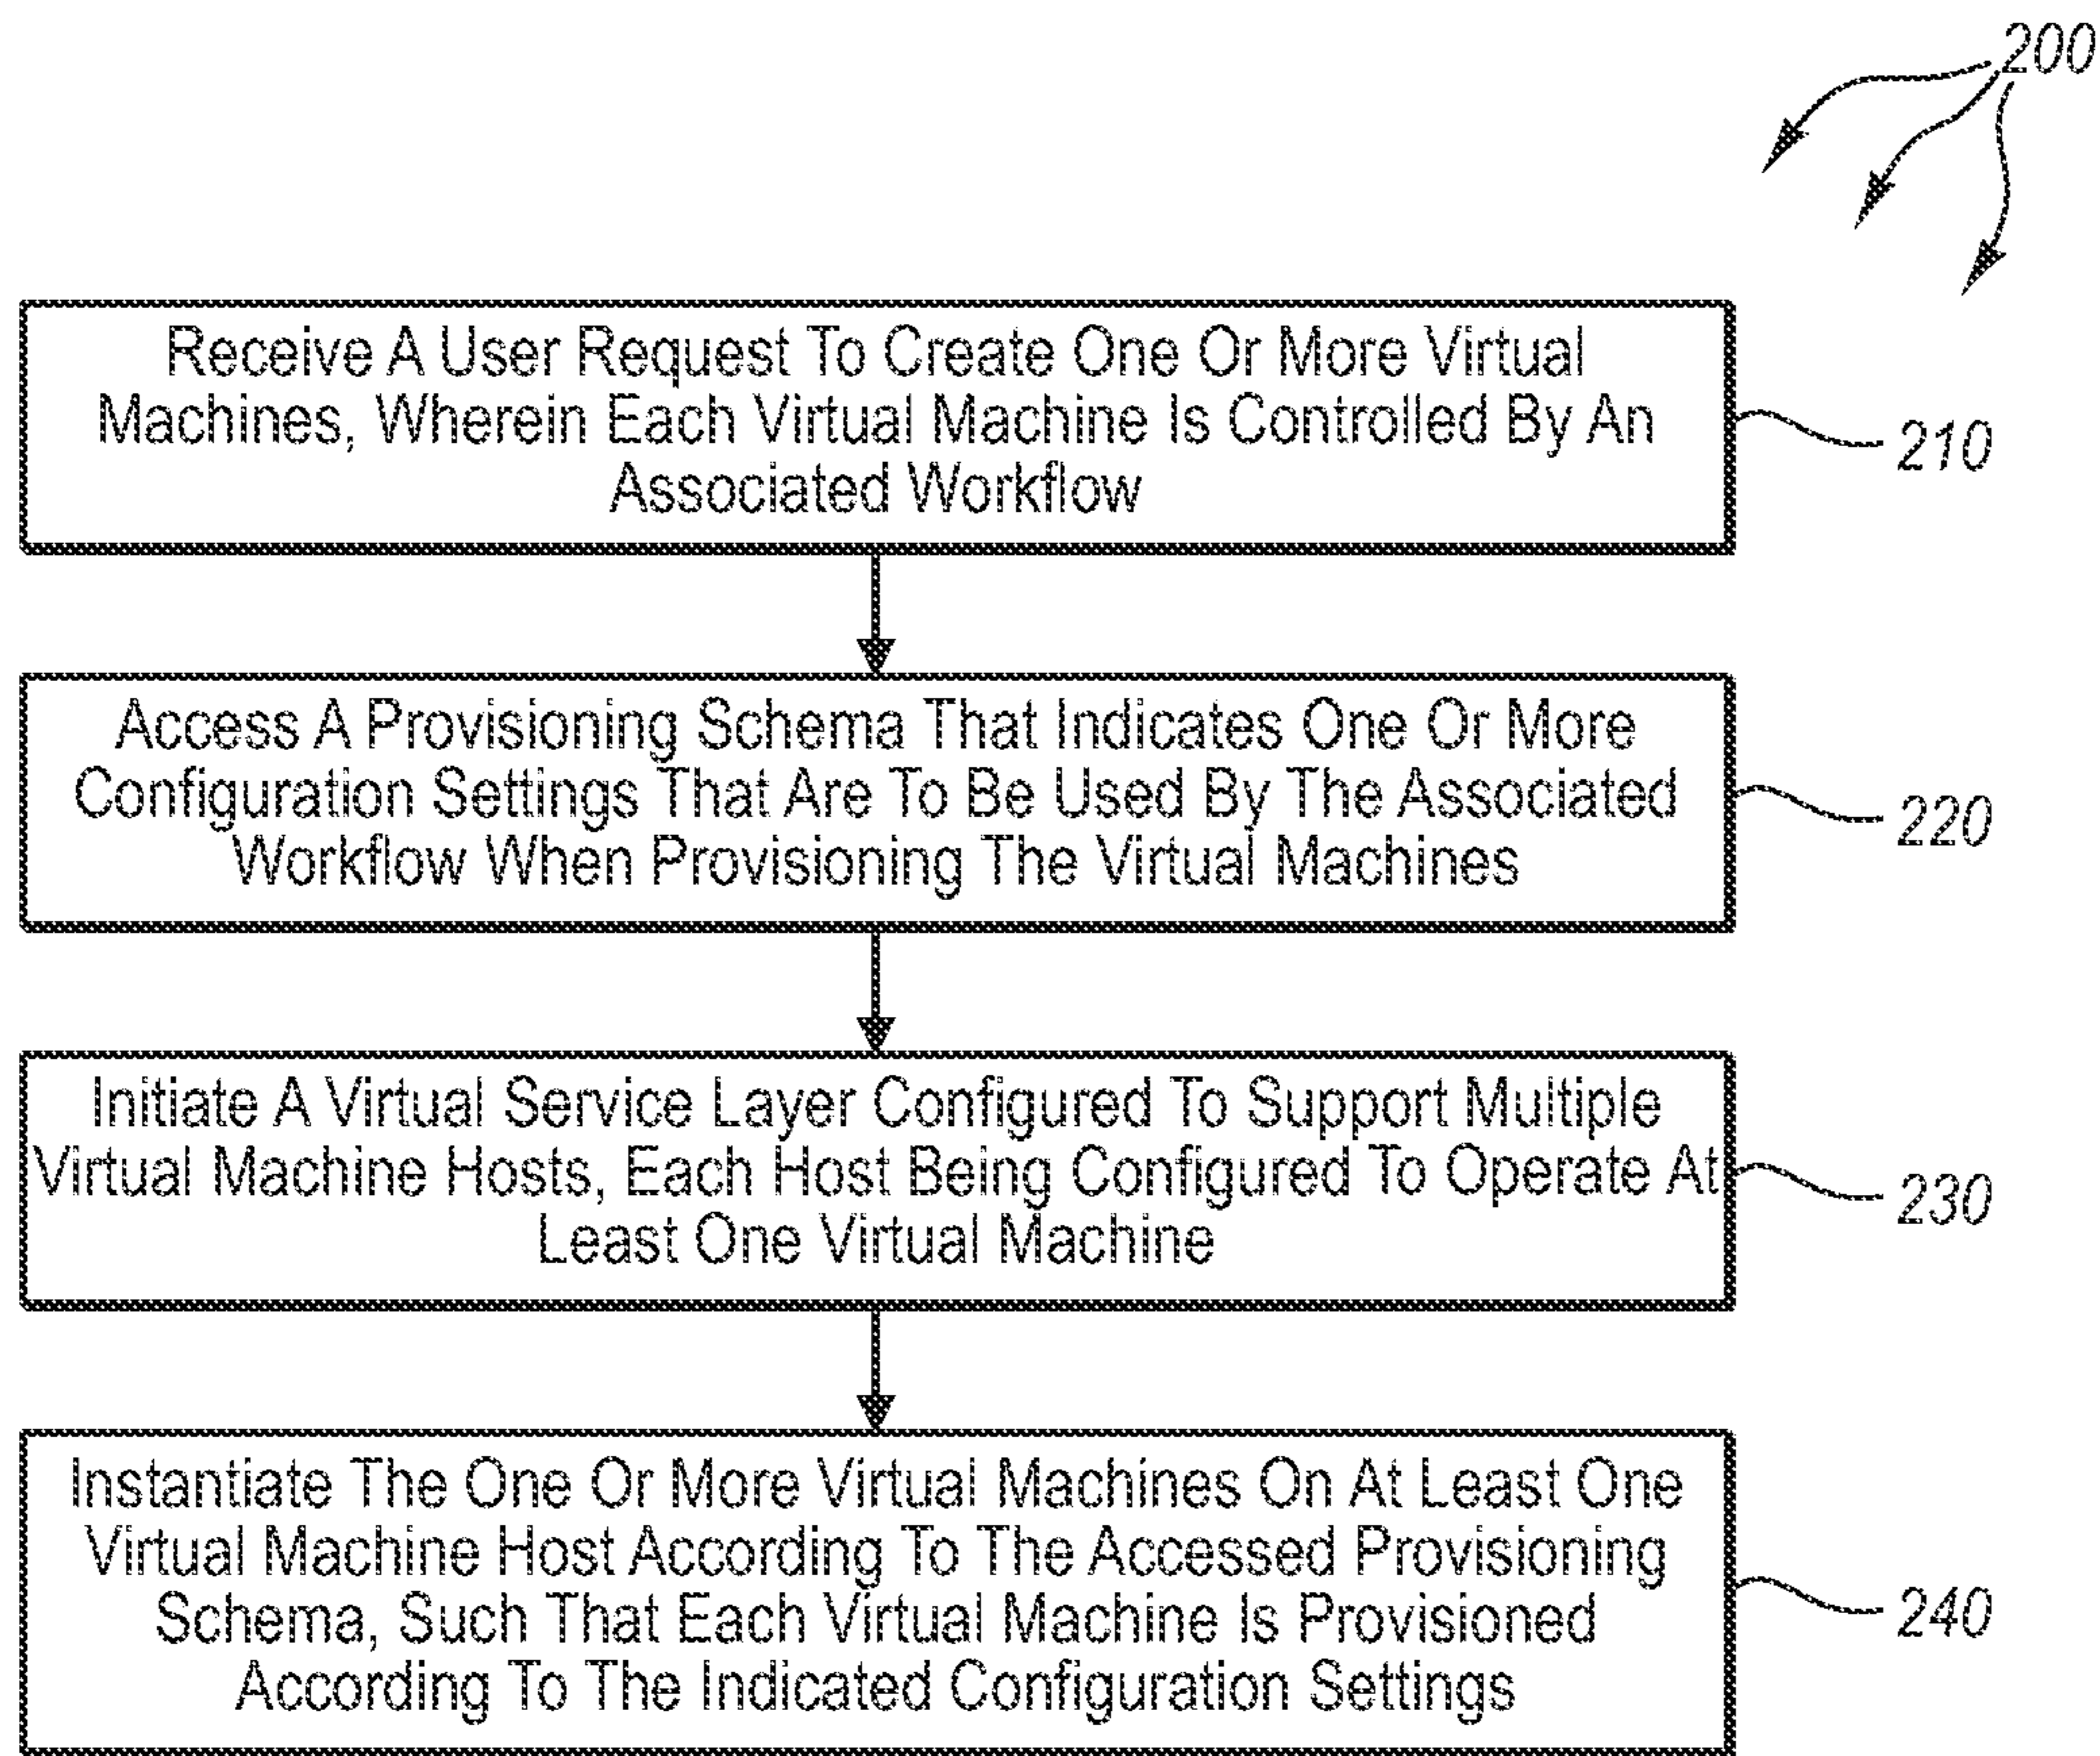 200
Receive A User Request To Create One Or More Virtual
Machines, Wherein Each Virtual Machine Is Controlled By An
Associated Workflow
210
Access A Provisioning Schema That Indicates One Or More
Configuration Settings That Are To Be Used By The Associated
Workflow When Provisioning The Virtual Machines
220
Initiate A Virtual Service Layer Configured To Support Multiple
Virtual Machine Hosts, Each Host Being Configured To Operate At
Least One Virtual Machine
230
Instantiate The One Or More Virtual Machines On At Least One
Virtual Machine Host According To The Accessed Provisioning
Schema, Such That Each Virtual Machine Is Provisioned
According To The Indicated Configuration Settings
240